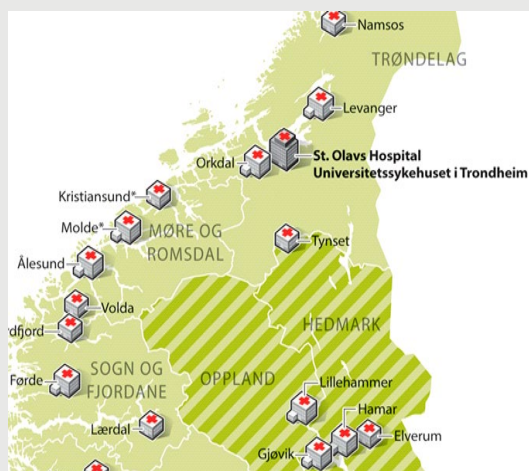 Namsos
TRØNDELAG
Levanger
Orkdal
St. Olavs Hospital
Universitetssykehuset i Trondheim
Kristiansund*
Molde*
MØRE OG
ROMSDAL
Tynset
Ålesund
Volda
rdfjord
HEDMARK
SOGN OG
FJORDANE
OPPLAND
Førde
Lillehammer
Hamar
Lærdal
Elverum
Gjøvik